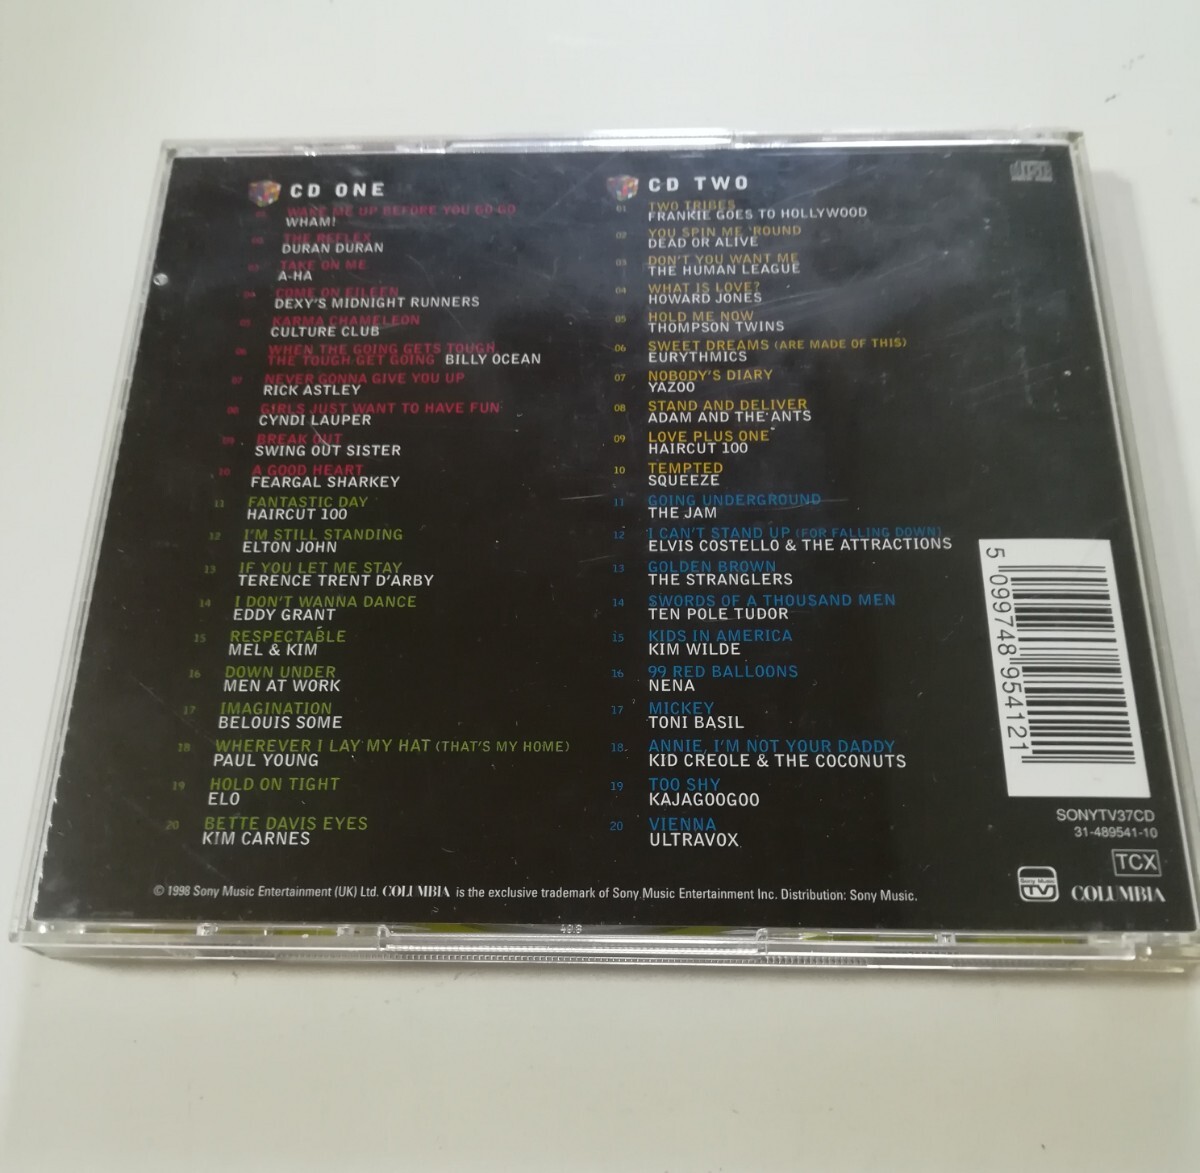 CD ONE
01 WAKE ME UP BEFORE YOU GO GO
WHAM!
02 THE REFLEX
DURAN DURAN
03 TAKE ON ME
A-HA
04 COME ON EILEEN
DEXY'S MIDNIGHT RUNNERS
05 KARMA CHAMELEON
CULTURE CLUB
06 WHEN THE GOING GETS TOUGH
THE TOUGH GET GOING BILLY OCEAN
07 NEVER GONNA GIVE YOU UP
RICK ASTLEY
08 GIRLS JUST WANT TO HAVE FUN
CYNDI LAUPER
09 BREAK OUT
SWING OUT SISTER
10 A GOOD HEART
FEARGAL SHARKEY
11 FANTASTIC DAY
HAIRCUT 100
12 I'M STILL STANDING
ELTON JOHN
13 IF YOU LET ME STAY
TERENCE TRENT D'ARBY
14 I DON'T WANNA DANCE
EDDY GRANT
15 RESPECTABLE
MEL & KIM
16 DOWN UNDER
MEN AT WORK
17 IMAGINATION
BELOUIS SOME
18 WHEREVER I LAY MY HAT (THAT'S MY HOME)
PAUL YOUNG
19 HOLD ON TIGHT
ELO
20 BETTE DAVIS EYES
KIM CARNES
CD TWO
01 TWO TRIBES
FRANKIE GOES TO HOLLYWOOD
02 YOU SPIN ME 'ROUND
DEAD OR ALIVE
03 DON'T YOU WANT ME
THE HUMAN LEAGUE
04 WHAT IS LOVE?
HOWARD JONES
05 HOLD ME NOW
THOMPSON TWINS
06 SWEET DREAMS (ARE MADE OF THIS)
EURYTHMICS
07 NOBODY'S DIARY
YAZOO
08 STAND AND DELIVER
ADAM AND THE ANTS
09 LOVE PLUS ONE
HAIRCUT 100
10 TEMPTED
SQUEEZE
11 GOING UNDERGROUND
THE JAM
12 I CAN'T STAND UP (FOR FALLING DOWN)
ELVIS COSTELLO & THE ATTRACTIONS
13 GOLDEN BROWN
THE STRANGLERS
14 SWORDS OF A THOUSAND MEN
TEN POLE TUDOR
15 KIDS IN AMERICA
KIM WILDE
16 99 RED BALLOONS
NENA
17 MICKEY
TONI BASIL
18. ANNIE, I'M NOT YOUR DADDY
KID CREOLE & THE COCONUTS
19 TOO SHY
KAJAGOOGOO
20 VIENNA
ULTRAVOX
5 099748 954121
SONYTV37CD
31-489541-10
TCX
Sony Music
TV
COLUMBIA
© 1998 Sony Music Entertainment (UK) Ltd. COLUMBIA is the exclusive trademark of Sony Music Entertainment Inc. Distribution: Sony Music.